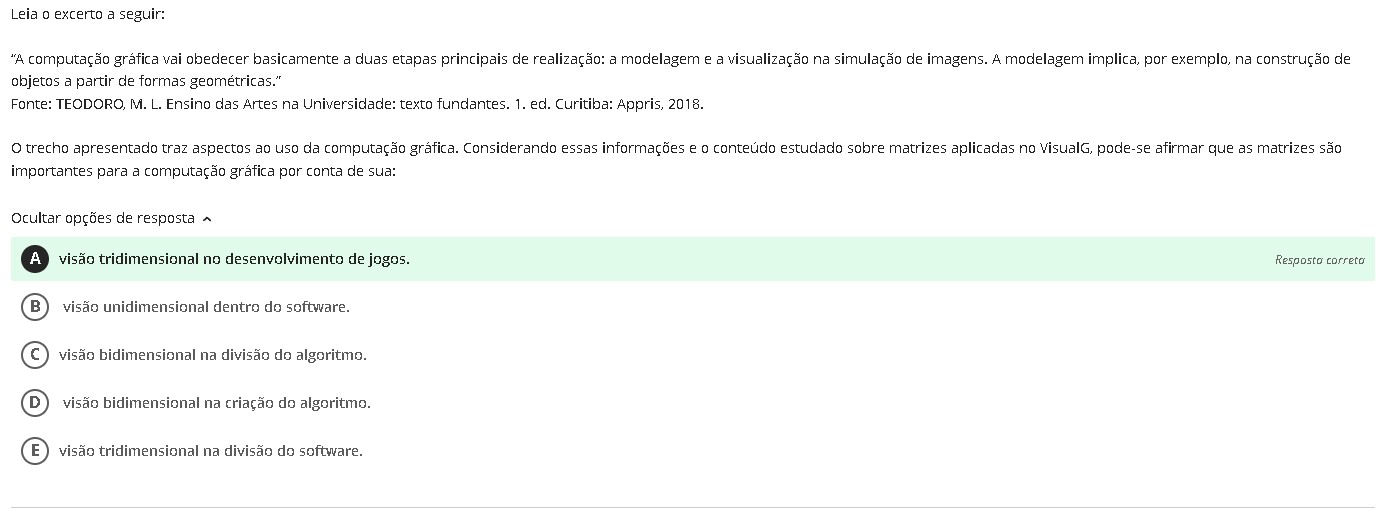 Leia o excerto a seguir:
“A computação gráfica vai obedecer basicamente a duas etapas principais de realização: a modelagem e a visualização na simulação de imagens. A modelagem implica, por exemplo, na construção de
objetos a partir de formas geométricas.”
Fonte: TEODORO, M. L. Ensino das Artes na Universidade: texto fundantes. 1. ed. Curitiba: Appris, 2018.
O trecho apresentado traz aspectos ao uso da computação gráfica. Considerando essas informações e o conteúdo estudado sobre matrizes aplicadas no VisualG, pode-se afirmar que as matrizes são
importantes para a computação gráfica por conta de sua:
Ocultar opções de resposta
A visão tridimensional no desenvolvimento de jogos. Resposta correta
B visão unidimensional dentro do software.
C visão bidimensional na divisão do algoritmo.
D visão bidimensional na criação do algoritmo.
E visão tridimensional na divisão do software.